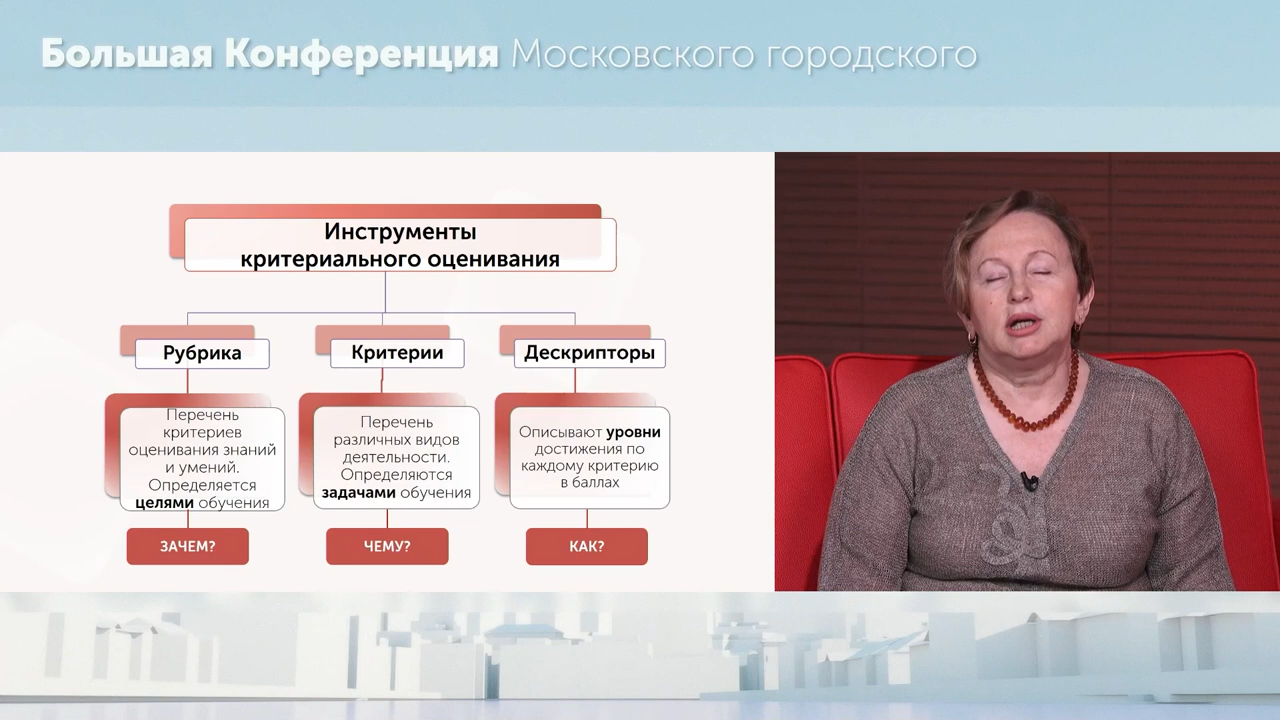 Большая Конференция Московского городского
Инструменты
критериального оценивания
Рубрика
Перечень
критериев
оценивания знаний
и умений.
Определяется
целями обучения
ЗАЧЕМ?
Критерии
Перечень
различных видов
деятельности.
Определяются
задачами обучения
ЧЕМУ?
Дескрипторы
Описывают уровни
достижения по
каждому критерию
в баллах
КАК?